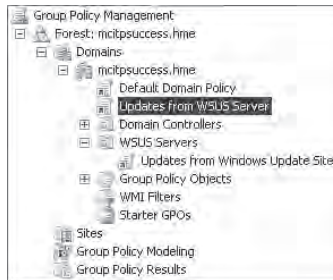 Group Policy Management
Forest: mcitpsuccess.hme
Domains
mcitpsuccess.hme
Default Domain Policy
Updates from WSUS Server
Domain Controllers
WSUS Servers
Updates from Windows Update Site
Group Policy Objects
WMI Filters
Starter GPOs
Sites
Group Policy Modeling
Group Policy Results